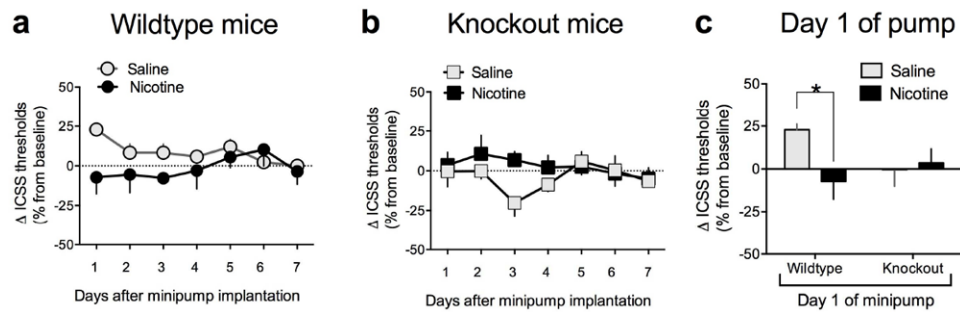 a Wildtype mice
Saline
Nicotine
Δ ICSS thresholds
(% from baseline)
50
25
0
-25
-50
1 2 3 4 5 6 7
Days after minipump implantation
b Knockout mice
Saline
Nicotine
Δ ICSS thresholds
(% from baseline)
50
25
0
-25
-50
1 2 3 4 5 6 7
Days after minipump implantation
c Day 1 of pump
Saline
Nicotine
*
Δ ICSS thresholds
(% from baseline)
50
25
0
-25
-50
Wildtype Knockout
Day 1 of minipump